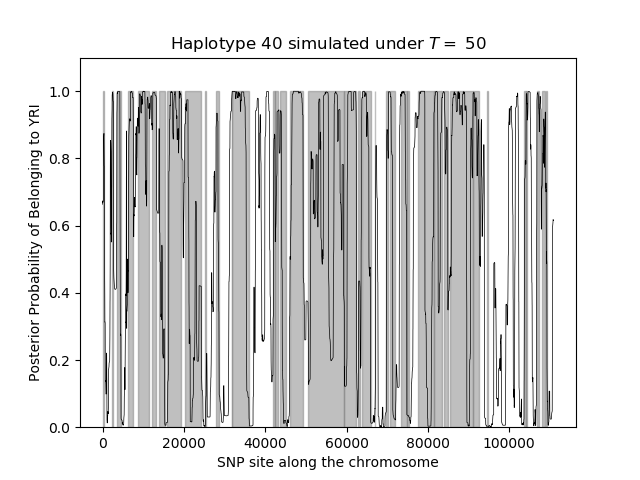 Haplotype 40 simulated under T = 50
Posterior Probability of Belonging to YRI
1.0
0.8
0.6
0.4
0.2
0.0
0 20000 40000 60000 80000 100000
SNP site along the chromosome